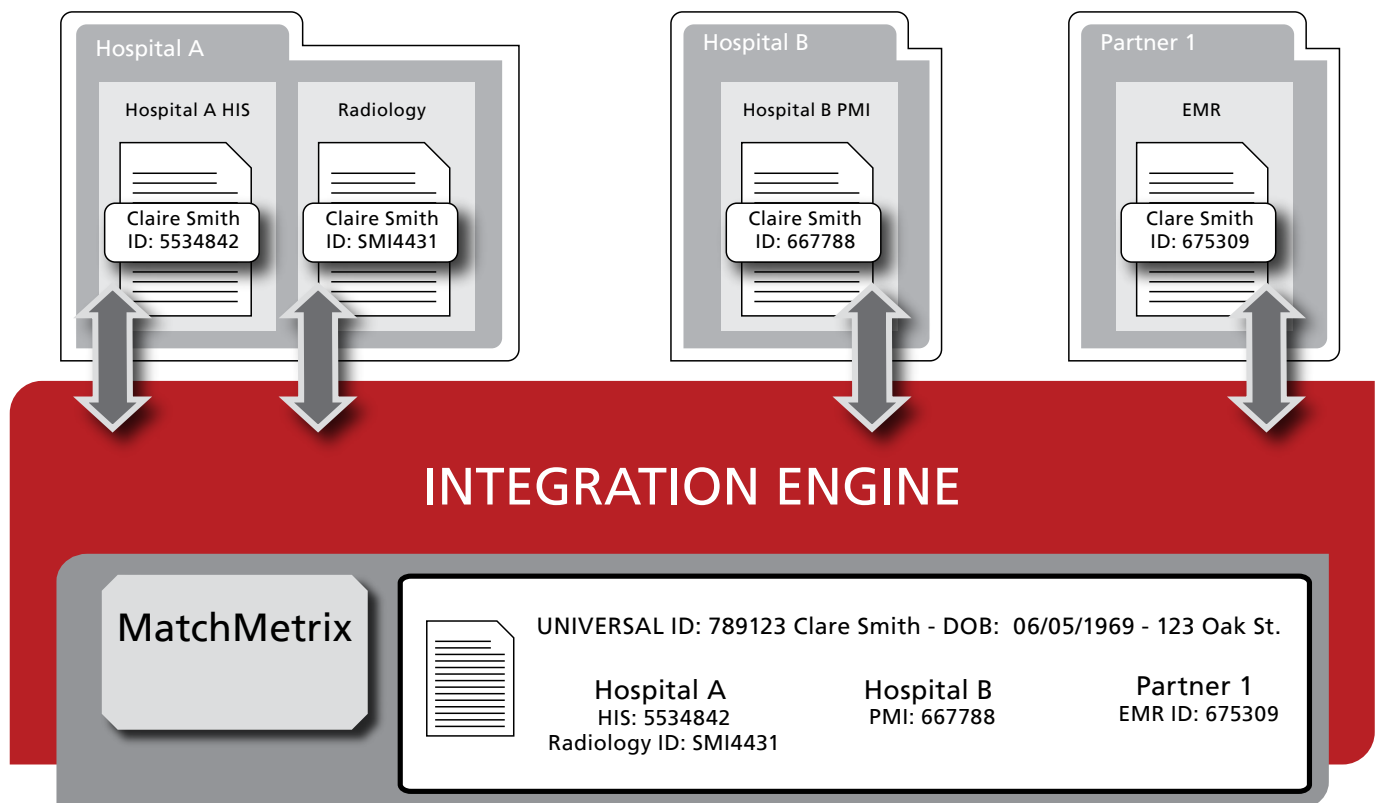 Hospital A
Hospital A HIS
Claire Smith
ID: 5534842
Radiology
Claire Smith
ID: SMI4431
Hospital B
Hospital B PMI
Claire Smith
ID: 667788
Partner 1
EMR
Clare Smith
ID: 675309
INTEGRATION ENGINE
MatchMetrix
UNIVERSAL ID: 789123 Clare Smith - DOB: 06/05/1969 - 123 Oak St.
Hospital A
HIS: 5534842
Radiology ID: SMI4431
Hospital B
PMI: 667788
Partner 1
EMR ID: 675309